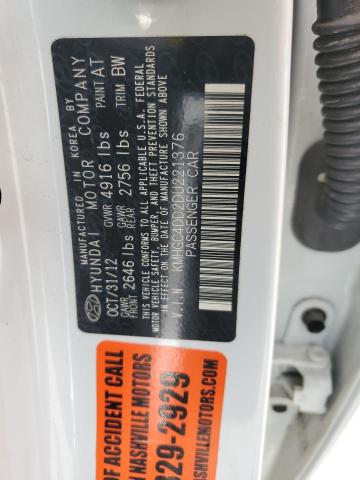 MANUFACTURED IN KOREA BY
HYUNDAI MOTOR COMPANY
OCT/31/12 GVWR 4916 lbs PAINT AT
GAWR FRONT 2646 lbs GAWR REAR 2756 lbs TRIM BW
THIS VEHICLE CONFORMS TO ALL APPLICABLE U.S.A. FEDERAL
MOTOR VEHICLE SAFETY, BUMPER, AND THEFT PREVENTION STANDARDS
IN EFFECT ON THE DATE OF MANUFACTURE SHOWN ABOVE.
V.I.N KMHGC4DD2DU221376
PASSENGER CAR
OF ACCIDENT CALL
NASHVILLE MOTORS
329-2929
NASHVILLEMOTORS.COM